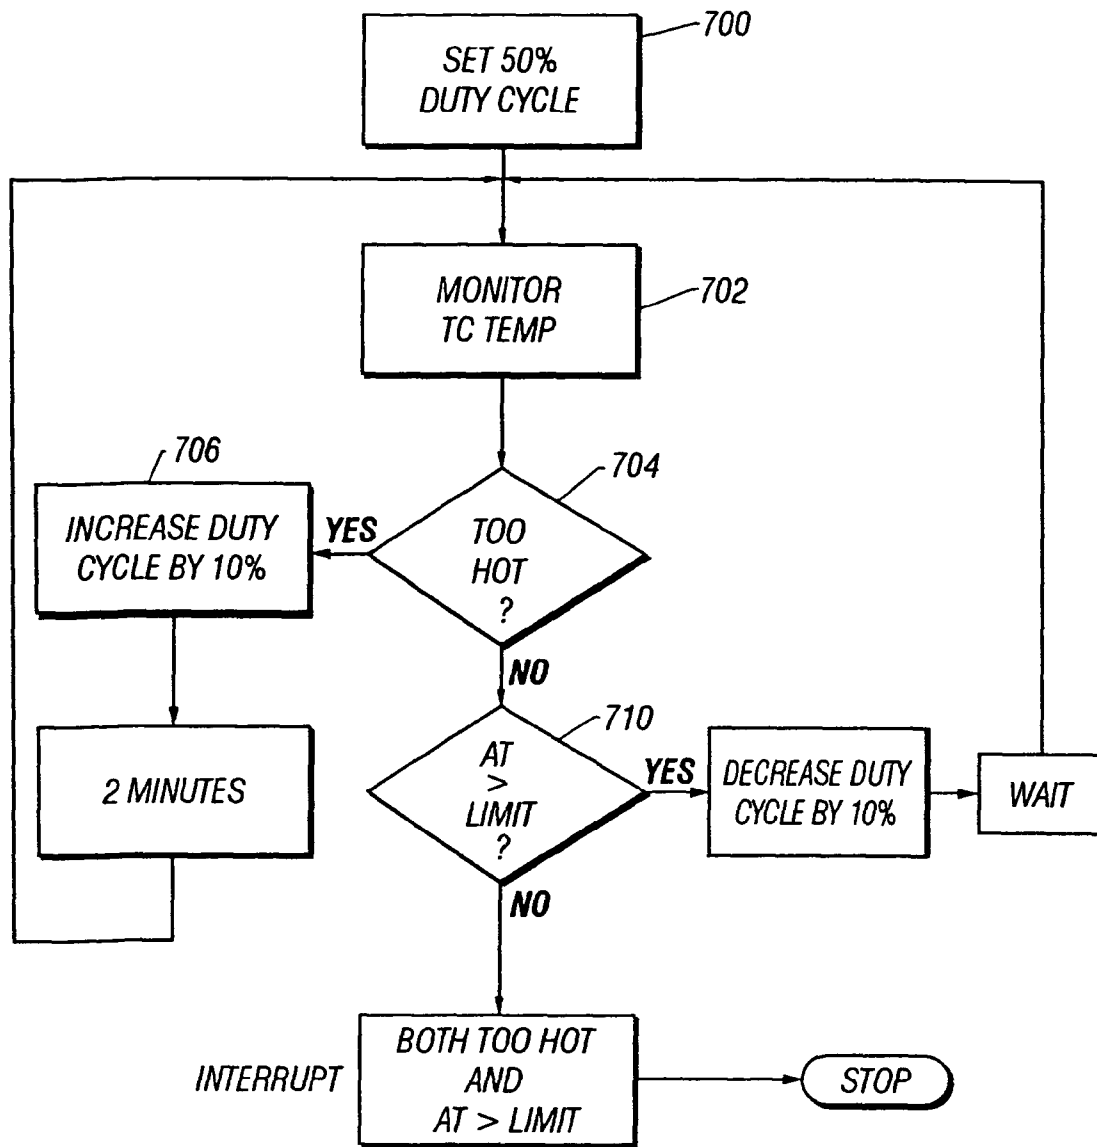 700
SET 50%
DUTY CYCLE
MONITOR
TC TEMP
702
706
704
INCREASE DUTY
CYCLE BY 10%
YES
TOO
HOT
?
NO
710
2 MINUTES
AT
>
LIMIT
?
YES
DECREASE DUTY
CYCLE BY 10%
WAIT
NO
INTERRUPT
BOTH TOO HOT
AND
AT > LIMIT
STOP